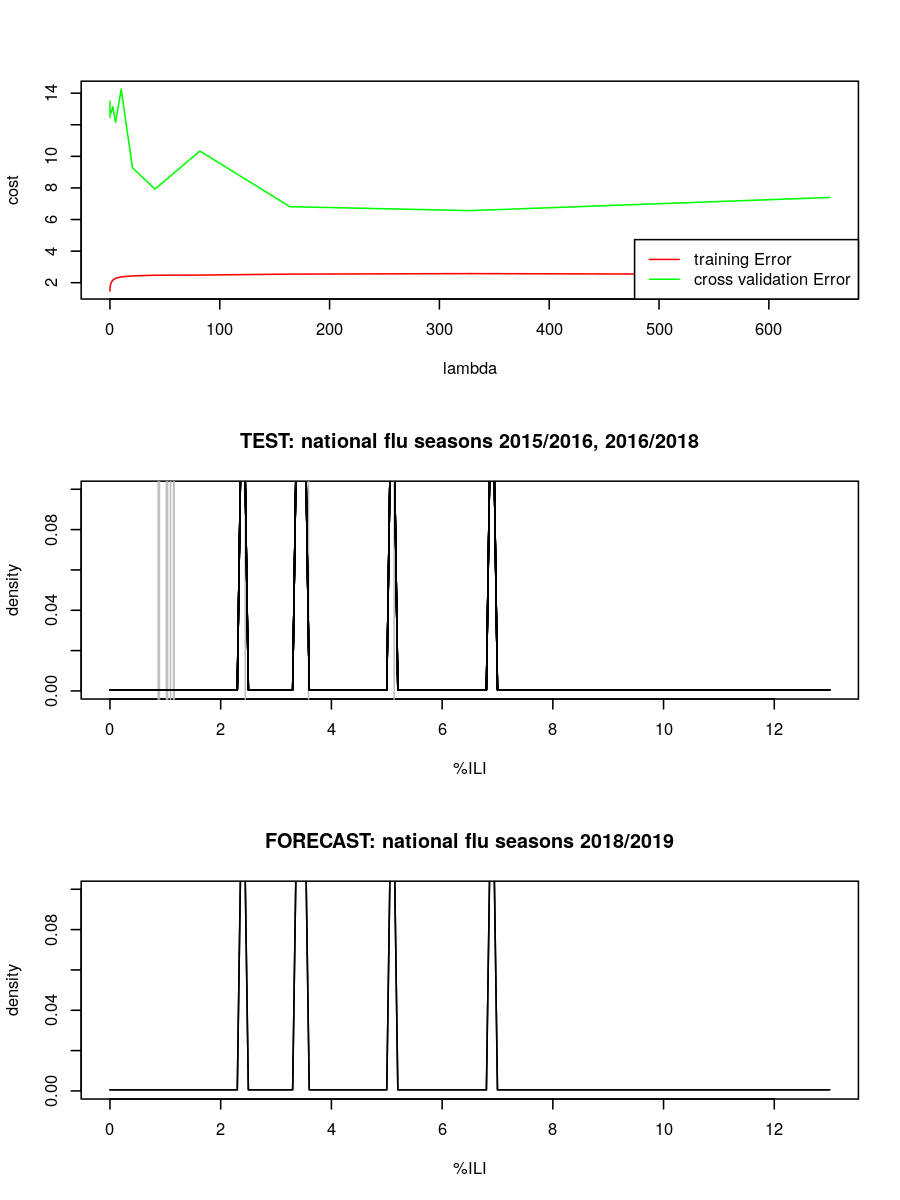 cost
14
10
8
6
4
2
training Error
cross validation Error
0 100 200 300 400 500 600
lambda
TEST: national flu seasons 2015/2016, 2016/2018
density
0.08
0.04
0.00
0 2 4 6 8 10 12
%ILI
FORECAST: national flu seasons 2018/2019
density
0.08
0.04
0.00
0 2 4 6 8 10 12
%ILI